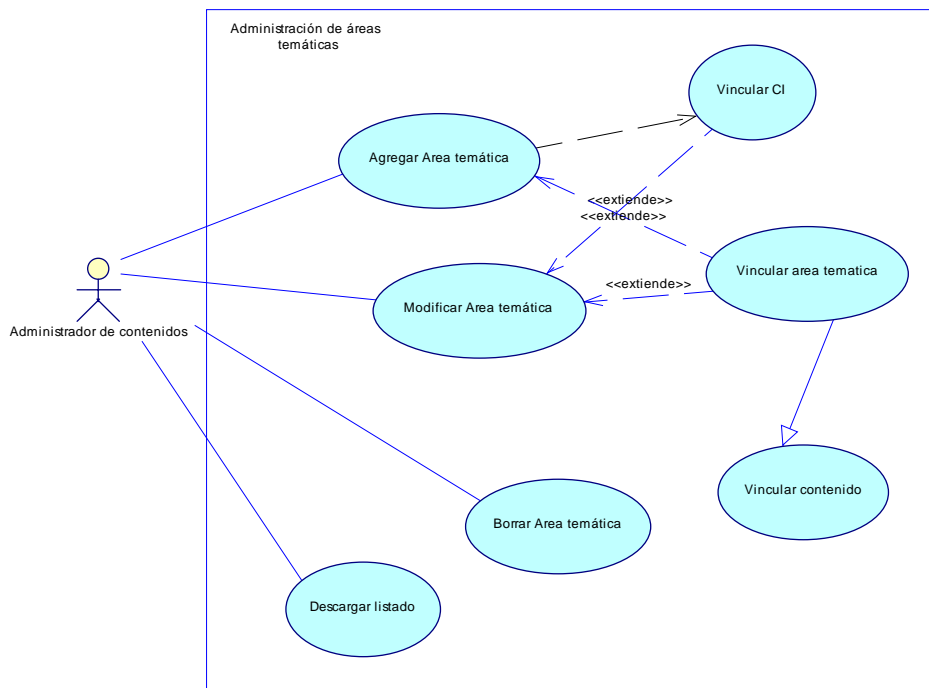 Administración de áreas
temáticas
Vincular CI
Agregar Area temática
<<extiende>>
<<extiende>>
Vincular area tematica
<<extiende>>
Modificar Area temática
Administrador de contenidos
Vincular contenido
Borrar Area temática
Descargar listado